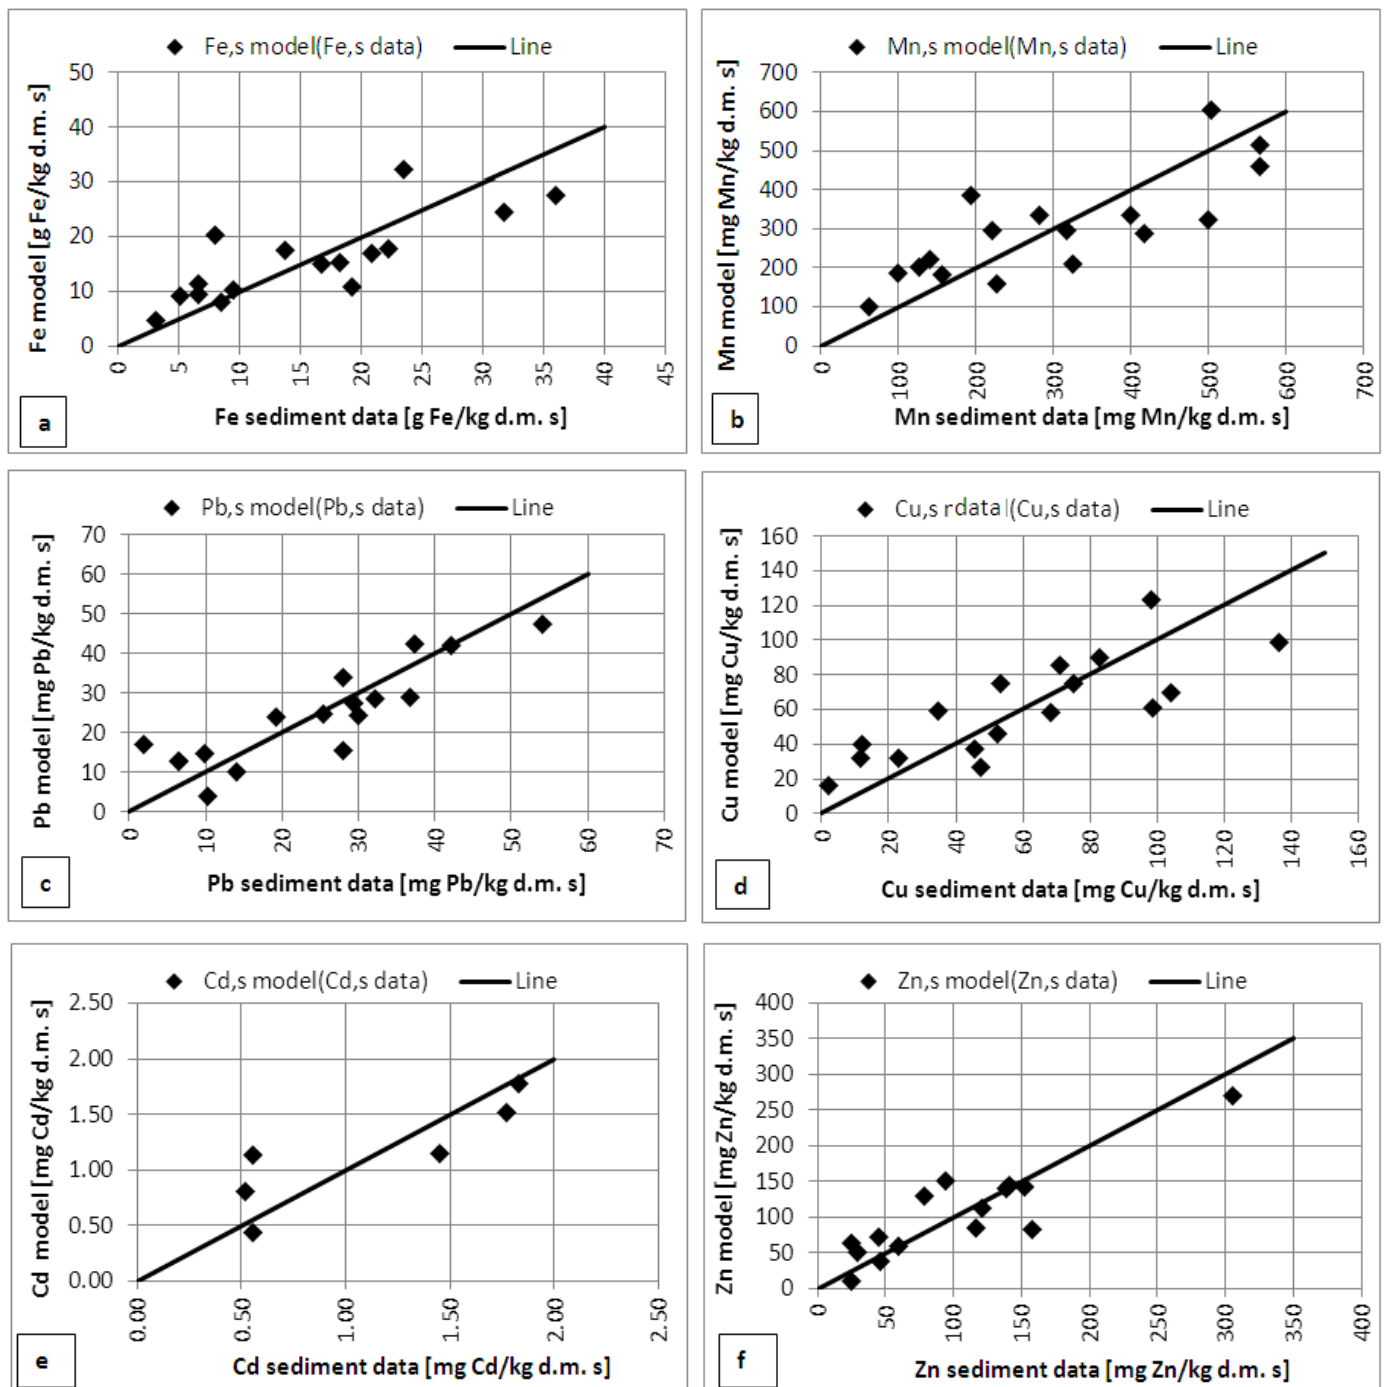 Fe,s model(Fe,s data) Line
Fe model [g Fe/kg d.m. s]
50
40
30
20
10
0
0 5 10 15 20 25 30 35 40 45
Fe sediment data [g Fe/kg d.m. s]
a
Mn,s model(Mn,s data) Line
Mn model [mg Mn/kg d.m. s]
700
600
500
400
300
200
100
0
0 100 200 300 400 500 600 700
Mn sediment data [mg Mn/kg d.m. s]
b
Pb,s model(Pb,s data) Line
Pb model [mg Pb/kg d.m. s]
70
60
50
40
30
20
10
0
0 10 20 30 40 50 60 70
Pb sediment data [mg Pb/kg d.m. s]
c
Cu,s rdata|(Cu,s data) Line
Cu model [mg Cu/kg d.m. s]
160
140
120
100
80
60
40
20
0
0 20 40 60 80 100 120 140 160
Cu sediment data [mg Cu/kg d.m. s]
d
Cd,s model(Cd,s data) Line
Cd model [mg Cd/kg d.m. s]
2.50
2.00
1.50
1.00
0.50
0.00
0.00 0.50 1.00 1.50 2.00 2.50
Cd sediment data [mg Cd/kg d.m. s]
e
Zn,s model(Zn,s data) Line
Zn model [mg Zn/kg d.m. s]
400
350
300
250
200
150
100
50
0
0 50 100 150 200 250 300 350 400
Zn sediment data [mg Zn/kg d.m. s]
f